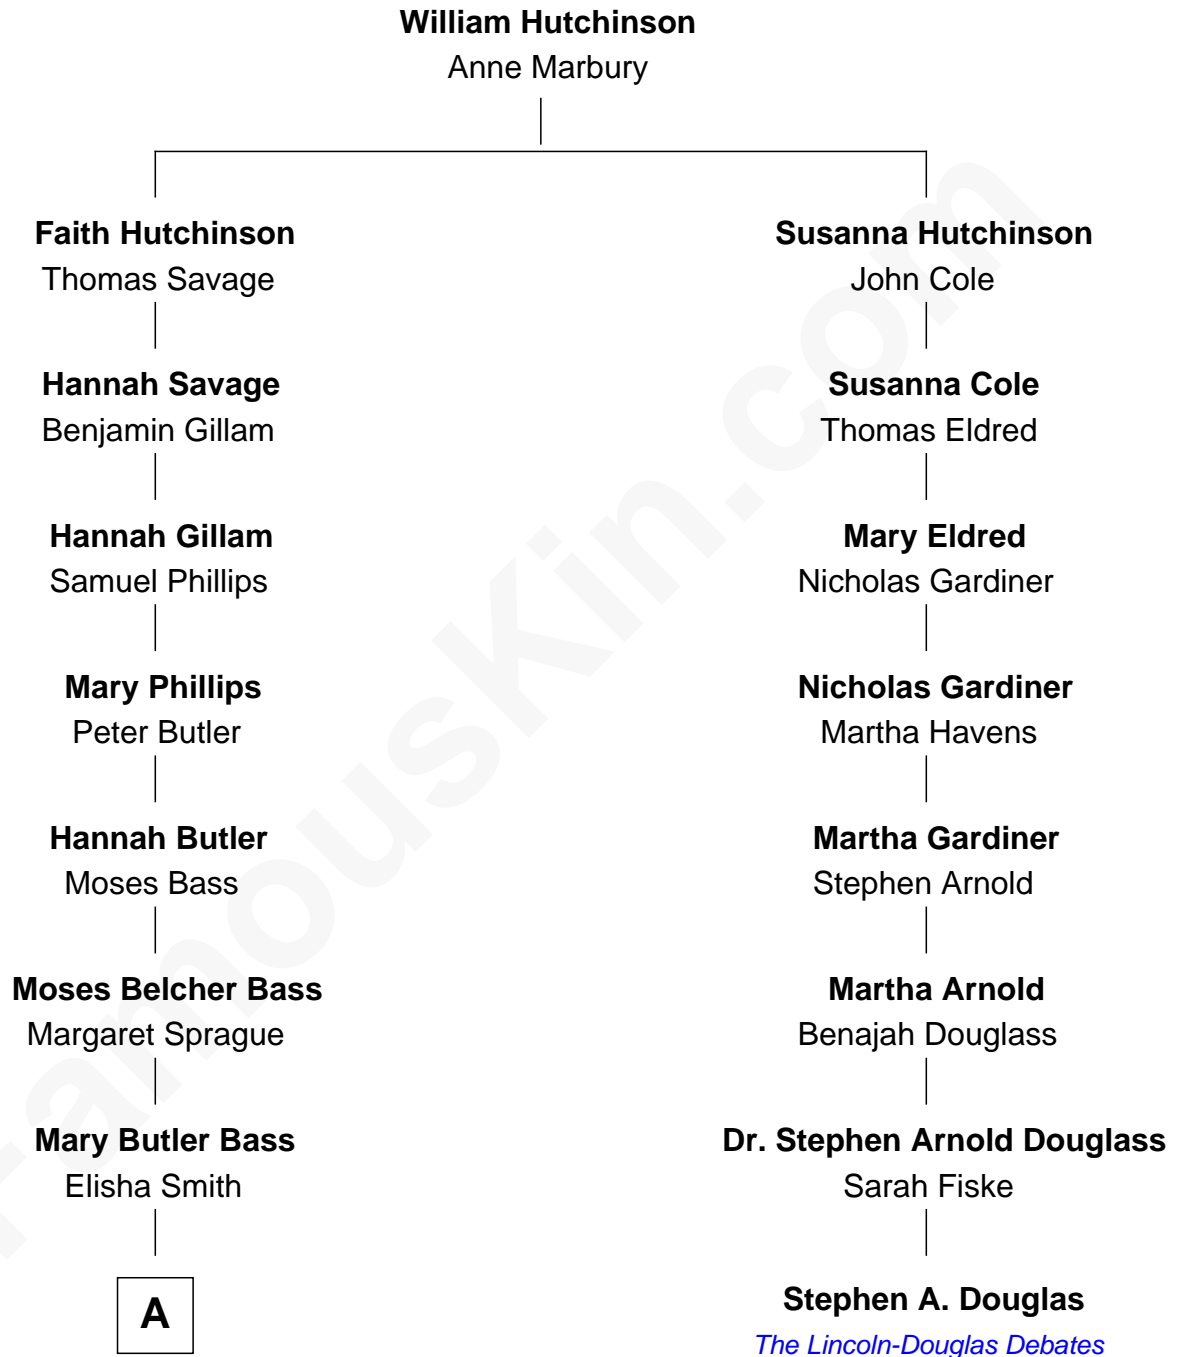 William Hutchinson
Anne Marbury
Faith Hutchinson
Thomas Savage
Susanna Hutchinson
John Cole
Hannah Savage
Benjamin Gillam
Susanna Cole
Thomas Eldred
Hannah Gillam
Samuel Phillips
Mary Eldred
Nicholas Gardiner
Mary Phillips
Peter Butler
Nicholas Gardiner
Martha Havens
Hannah Butler
Moses Bass
Martha Gardiner
Stephen Arnold
Moses Belcher Bass
Margaret Sprague
Martha Arnold
Benajah Douglass
Mary Butler Bass
Elisha Smith
Dr. Stephen Arnold Douglass
Sarah Fiske
A
Stephen A. Douglas
The Lincoln-Douglas Debates
FamousKin.com